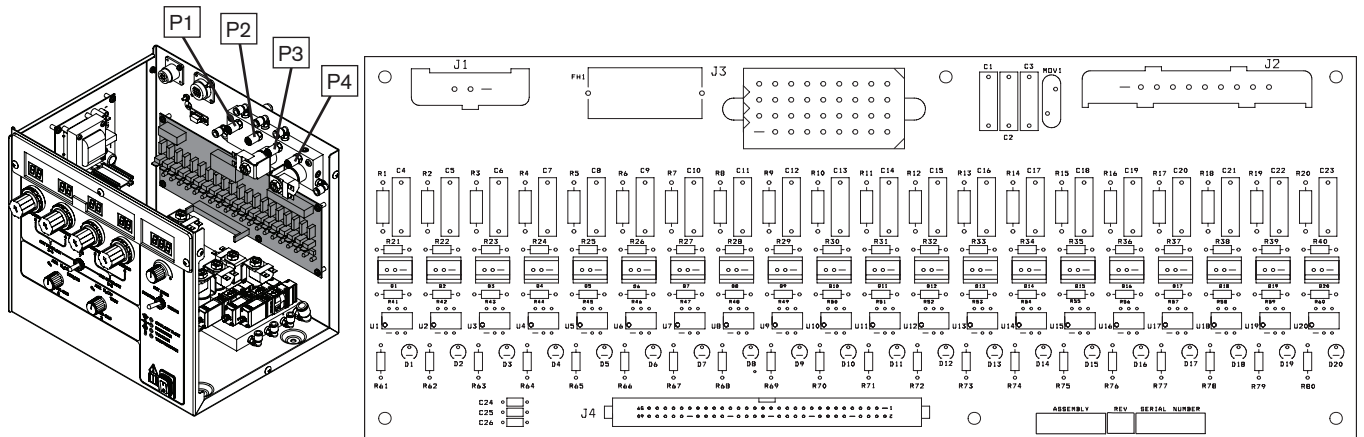 P1
P2
P3
P4
J1
FH1
J3
C1 C3 MOV1
C2
J2
R1 C4 R2 C5 R3 C6 R4 C7 R5 C8 R6 C9 R7 C10 R8 C11 R9 C12 R10 C13 R11 C14 R12 C15 R13 C16 R14 C17 R15 C18 R16 C19 R17 C20 R18 C21 R19 C22 R20 C23
R21 R22 R23 R24 R25 R26 R27 R28 R29 R30 R31 R32 R33 R34 R35 R36 R37 R38 R39 R40
R41 R42 R43 R44 R45 R46 R47 R48 R49 R50 R51 R52 R53 R54 R55 R56 R57 R58 R59 R60
U1 U2 U3 U4 U5 U6 U7 U8 U9 U10 U11 U12 U13 U14 U15 U16 U17 U18 U19 U20
D1 D2 D3 D4 D5 D6 D7 D8 D9 D10 D11 D12 D13 D14 D15 D16 D17 D18 D19 D20
R61 R62 R63 R64 R65 R66 R67 R68 R69 R70 R71 R72 R73 R74 R75 R76 R77 R78 R79 R80
C24
C25
C26
J4
1
2
ASSEMBLY REV SERIAL NUMBER